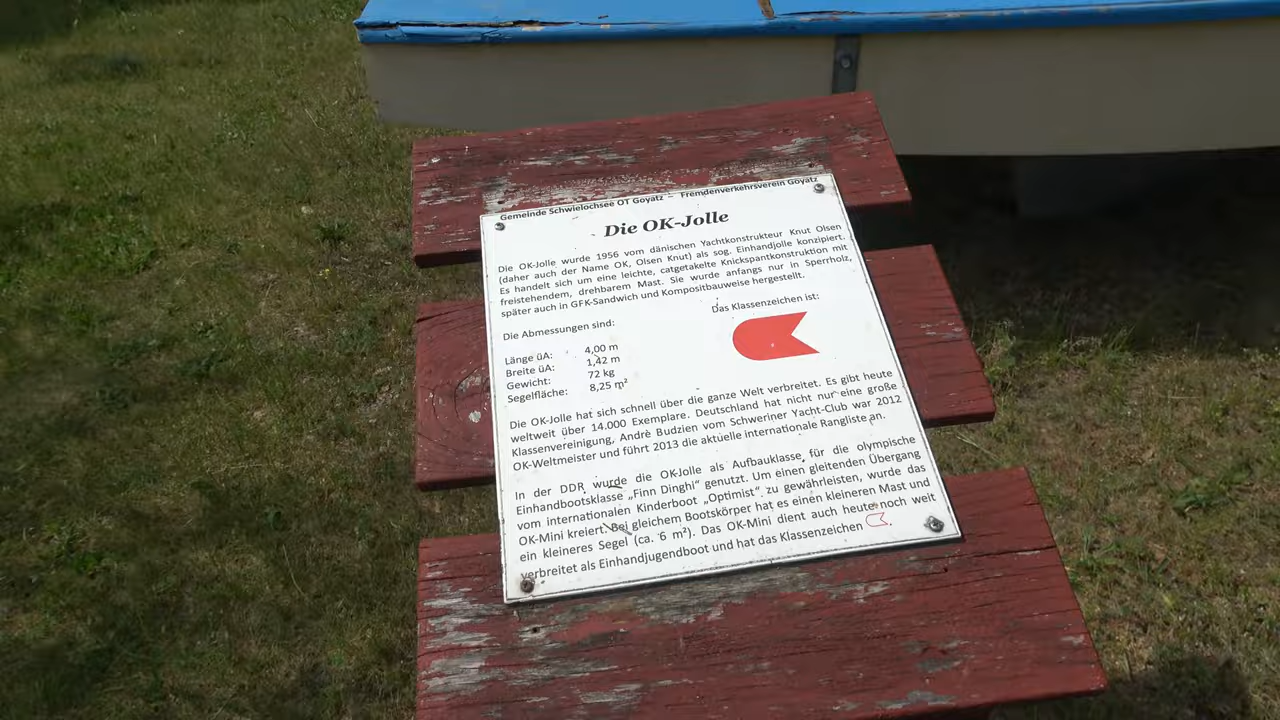 Gemeinde Schwielochsee OT Goyatz – Fremdenverkehrsverein Goyatz
Die OK-Jolle
Die OK-Jolle wurde 1956 vom dänischen Yachtkonstrukteur Knut Olsen
(daher auch der Name OK, Olsen Knut) als sog. Einhandjolle konzipiert.
Es handelt sich um eine leichte, catgetakelte Knickspantkonstruktion mit
freistehendem, drehbarem Mast. Sie wurde anfangs nur in Sperrholz,
später auch in GFK-Sandwich und Kompositbauweise hergestellt.
Die Abmessungen sind:
Länge üA: 4,00 m
Breite üA: 1,42 m
Gewicht: 72 kg
Segelfläche: 8,25 m²
Das Klassenzeichen ist:
Die OK-Jolle hat sich schnell über die ganze Welt verbreitet. Es gibt heute
weltweit über 14.000 Exemplare. Deutschland hat nicht nur eine große
Klassenvereinigung, Andrè Budzien vom Schweriner Yacht-Club war 2012
OK-Weltmeister und führt 2013 die aktuelle internationale Rangliste an.
In der DDR wurde die OK-Jolle als Aufbauklasse für die olympische
Einhandbootsklasse „Finn Dinghi“ genutzt. Um einen gleitenden Übergang
vom internationalen Kinderboot „Optimist“ zu gewährleisten, wurde das
OK-Mini kreiert. Bei gleichem Bootskörper hat es einen kleineren Mast und
ein kleineres Segel (ca. 6 m²). Das OK-Mini dient auch heute noch weit
verbreitet als Einhandjugendboot und hat das Klassenzeichen .